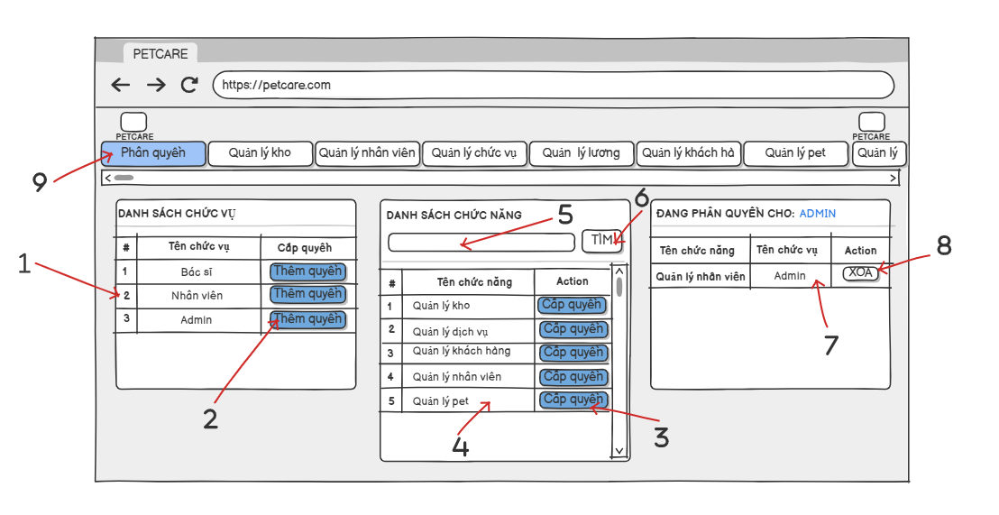 PETCARE
https://petcare.com
PETCARE
PETCARE
Phân quyền
Quản lý kho
Quản lý nhân viên
Quản lý chức vụ
Quản lý lương
Quản lý khách hà
Quản lý pet
Quản lý
9
DANH SÁCH CHỨC VỤ
# Tên chức vụ Cấp quyền
1 Bác sĩ Thêm quyền
2 Nhân viên Thêm quyền
3 Admin Thêm quyền
1
2
DANH SÁCH CHỨC NĂNG
5
6
TÌM
# Tên chức năng Action
1 Quản lý kho Cấp quyền
2 Quản lý dịch vụ Cấp quyền
3 Quản lý khách hàng Cấp quyền
4 Quản lý nhân viên Cấp quyền
5 Quản lý pet Cấp quyền
4
3
ĐANG PHÂN QUYỀN CHO: ADMIN
Tên chức năng Tên chức vụ Action
Quản lý nhân viên Admin XOÁ
8
7